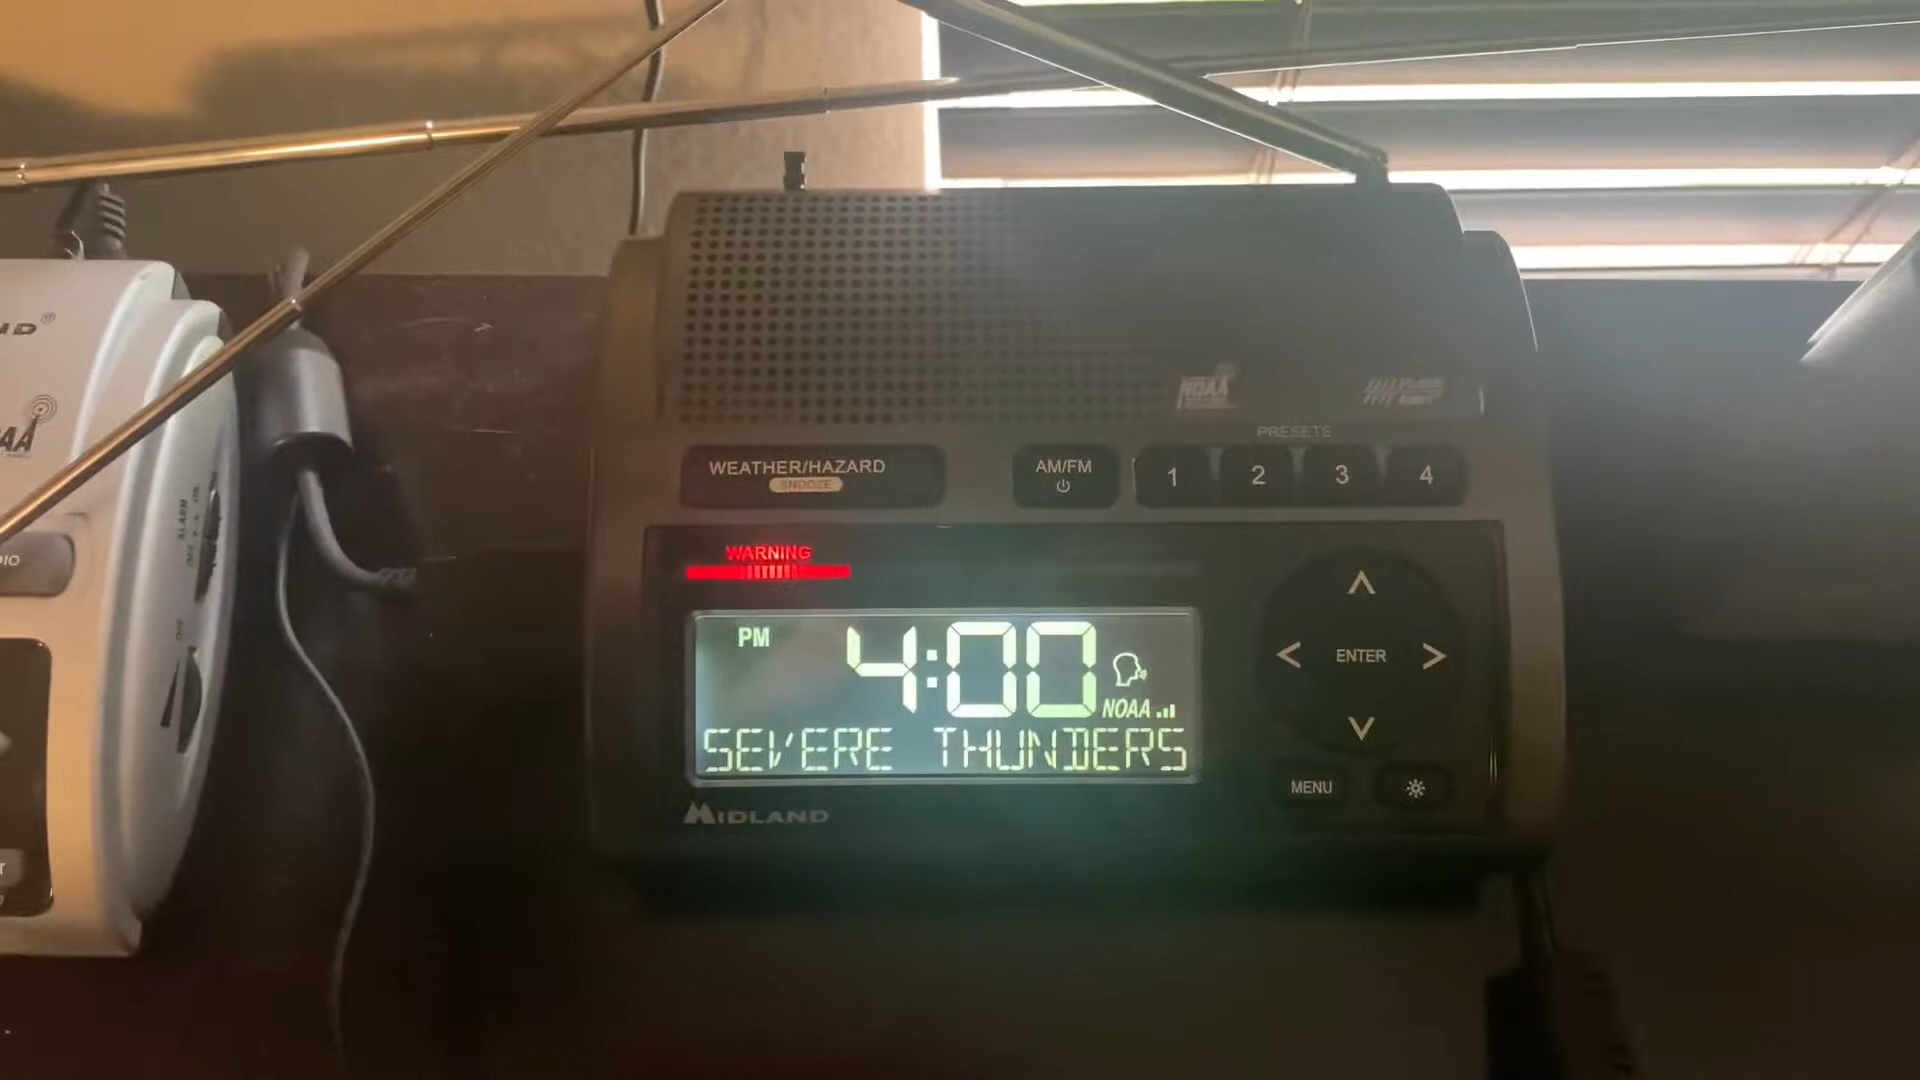 WEATHER/HAZARD
SNOOZE
AM/FM
PRESETS
1 2 3 4
NOAA
WARNING
PM 4:00
NOAA
SEVERE THUNDERS
MIDLAND
ENTER
MENU